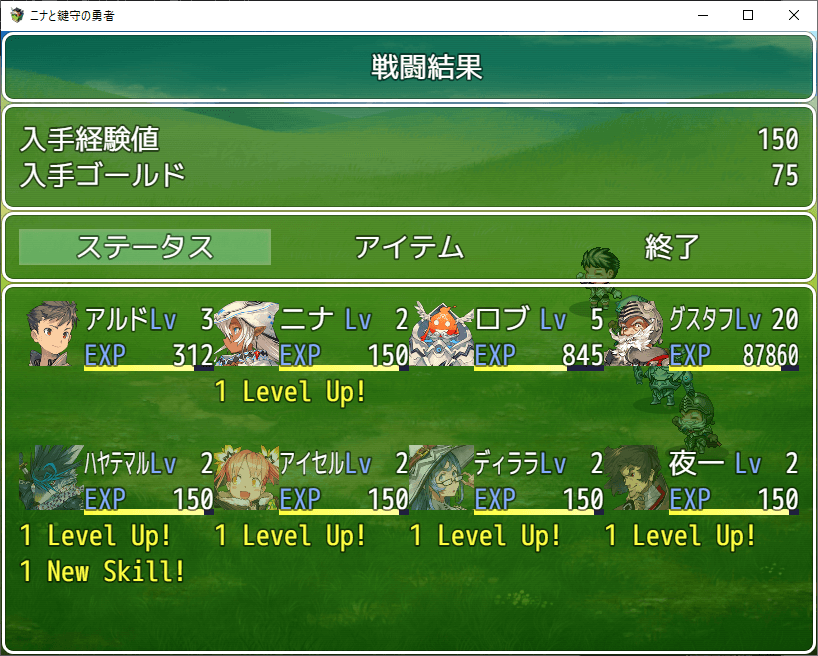 ニナと鍵守の勇者
戦闘結果
入手経験値 150
入手ゴールド 75
ステータス アイテム 終了
アルド Lv 3 ニナ Lv 2 ロブ Lv 5 グスタフ Lv 20
EXP 312 EXP 150 EXP 845 EXP 87860
1 Level Up!
ハヤテマル Lv 2 アイセル Lv 2 ディララ Lv 2 夜一 Lv 2
EXP 150 EXP 150 EXP 150 EXP 150
1 Level Up! 1 Level Up! 1 Level Up! 1 Level Up!
1 New Skill!